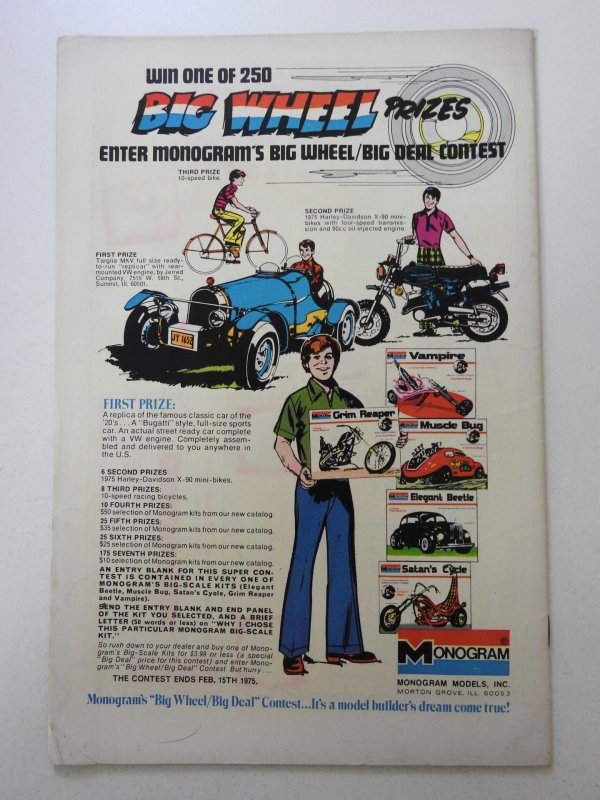 WIN ONE OF 250
BIG WHEEL PRIZES
ENTER MONOGRAM'S BIG WHEEL/BIG DEAL CONTEST
THIRD PRIZE
10-speed bike.
SECOND PRIZE
1975 Harley-Davidson X-90 mini-
bikes with four-speed transmis-
sion and 90cc oil injected engine.
FIRST PRIZE
Targira MKV full size ready-
to-run "replicar" with rear-
mounted VW engine, by Jerred
Company, 7515 W. 59th St.,
Summit, Ill. 60501.
JY 1652
FIRST PRIZE:
A replica of the famous classic car of the
'20's... A "Bugatti" style, full-size sports
car. An actual street ready car complete
with a VW engine. Completely assem-
bled and delivered to you anywhere in
the U.S.
6 SECOND PRIZES
1975 Harley-Davidson X-90 mini-bikes.
8 THIRD PRIZES:
10-speed racing bicycles.
10 FOURTH PRIZES:
$50 selection of Monogram kits from our new catalog.
25 FIFTH PRIZES:
$35 selection of Monogram kits from our new catalog.
25 SIXTH PRIZES:
$25 selection of Monogram kits from our new catalog.
175 SEVENTH PRIZES:
$10 selection of Monogram kits from our new catalog.
AN ENTRY BLANK FOR THIS SUPER CON-
TEST IS CONTAINED IN EVERY ONE OF
MONOGRAM'S BIG-SCALE KITS (Elegant
Beetle, Muscle Bug, Satan's Cycle, Grim Reaper
and Vampire).
SEND THE ENTRY BLANK AND END PANEL
OF THE KIT YOU SELECTED, AND A BRIEF
LETTER (50 words or less) on "WHY I CHOSE
THIS PARTICULAR MONOGRAM BIG-SCALE
KIT."
So rush down to your dealer and buy one of Mono-
gram's Big-Scale Kits for $3.99 or less (a special
"Big Deal" price for this contest) and enter Mono-
gram's "Big Wheel/Big Deal" Contest. But hurry...
THE CONTEST ENDS FEB. 15TH 1975.
Vampire
Grim Reaper
Muscle Bug
Elegant Beetle
Satan's Cycle
MONOGRAM ®
MONOGRAM MODELS, INC.
MORTON GROVE, ILL. 60053
Monogram's "Big Wheel/Big Deal" Contest...It's a model builder's dream come true!